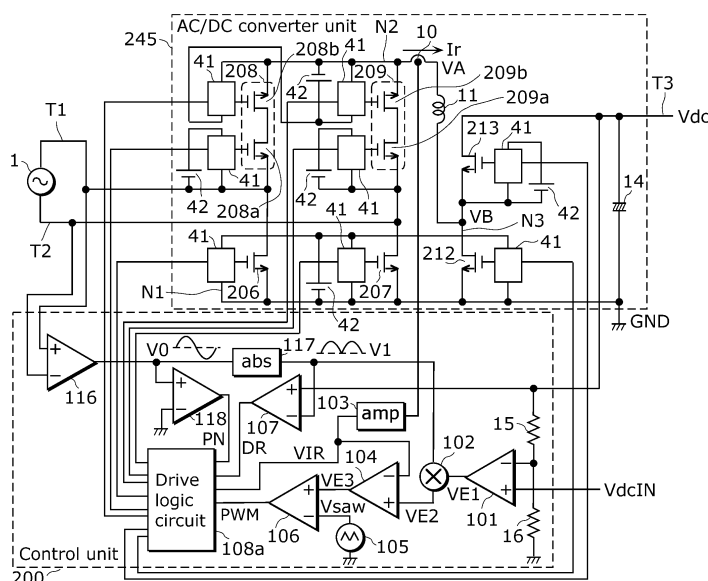 AC/DC converter unit
245
N2
10
Ir
208b
VA
41
208
42
41
209
209b
11
T3
T1
209a
213
41
Vdc
1
41
42
208a
42
41
VB
42
14
T2
41
206
41
207
212
N3
41
N1
42
GND
V0
abs
117
V1
116
118
107
103
amp
15
PN
DR
VIR
104
102
Drive logic circuit
VE3
VE2
VE1
101
VdcIN
PWM
Vsaw
106
105
16
108a
Control unit
200
+
−
+
−
+
−
+
−
+
−
+
−